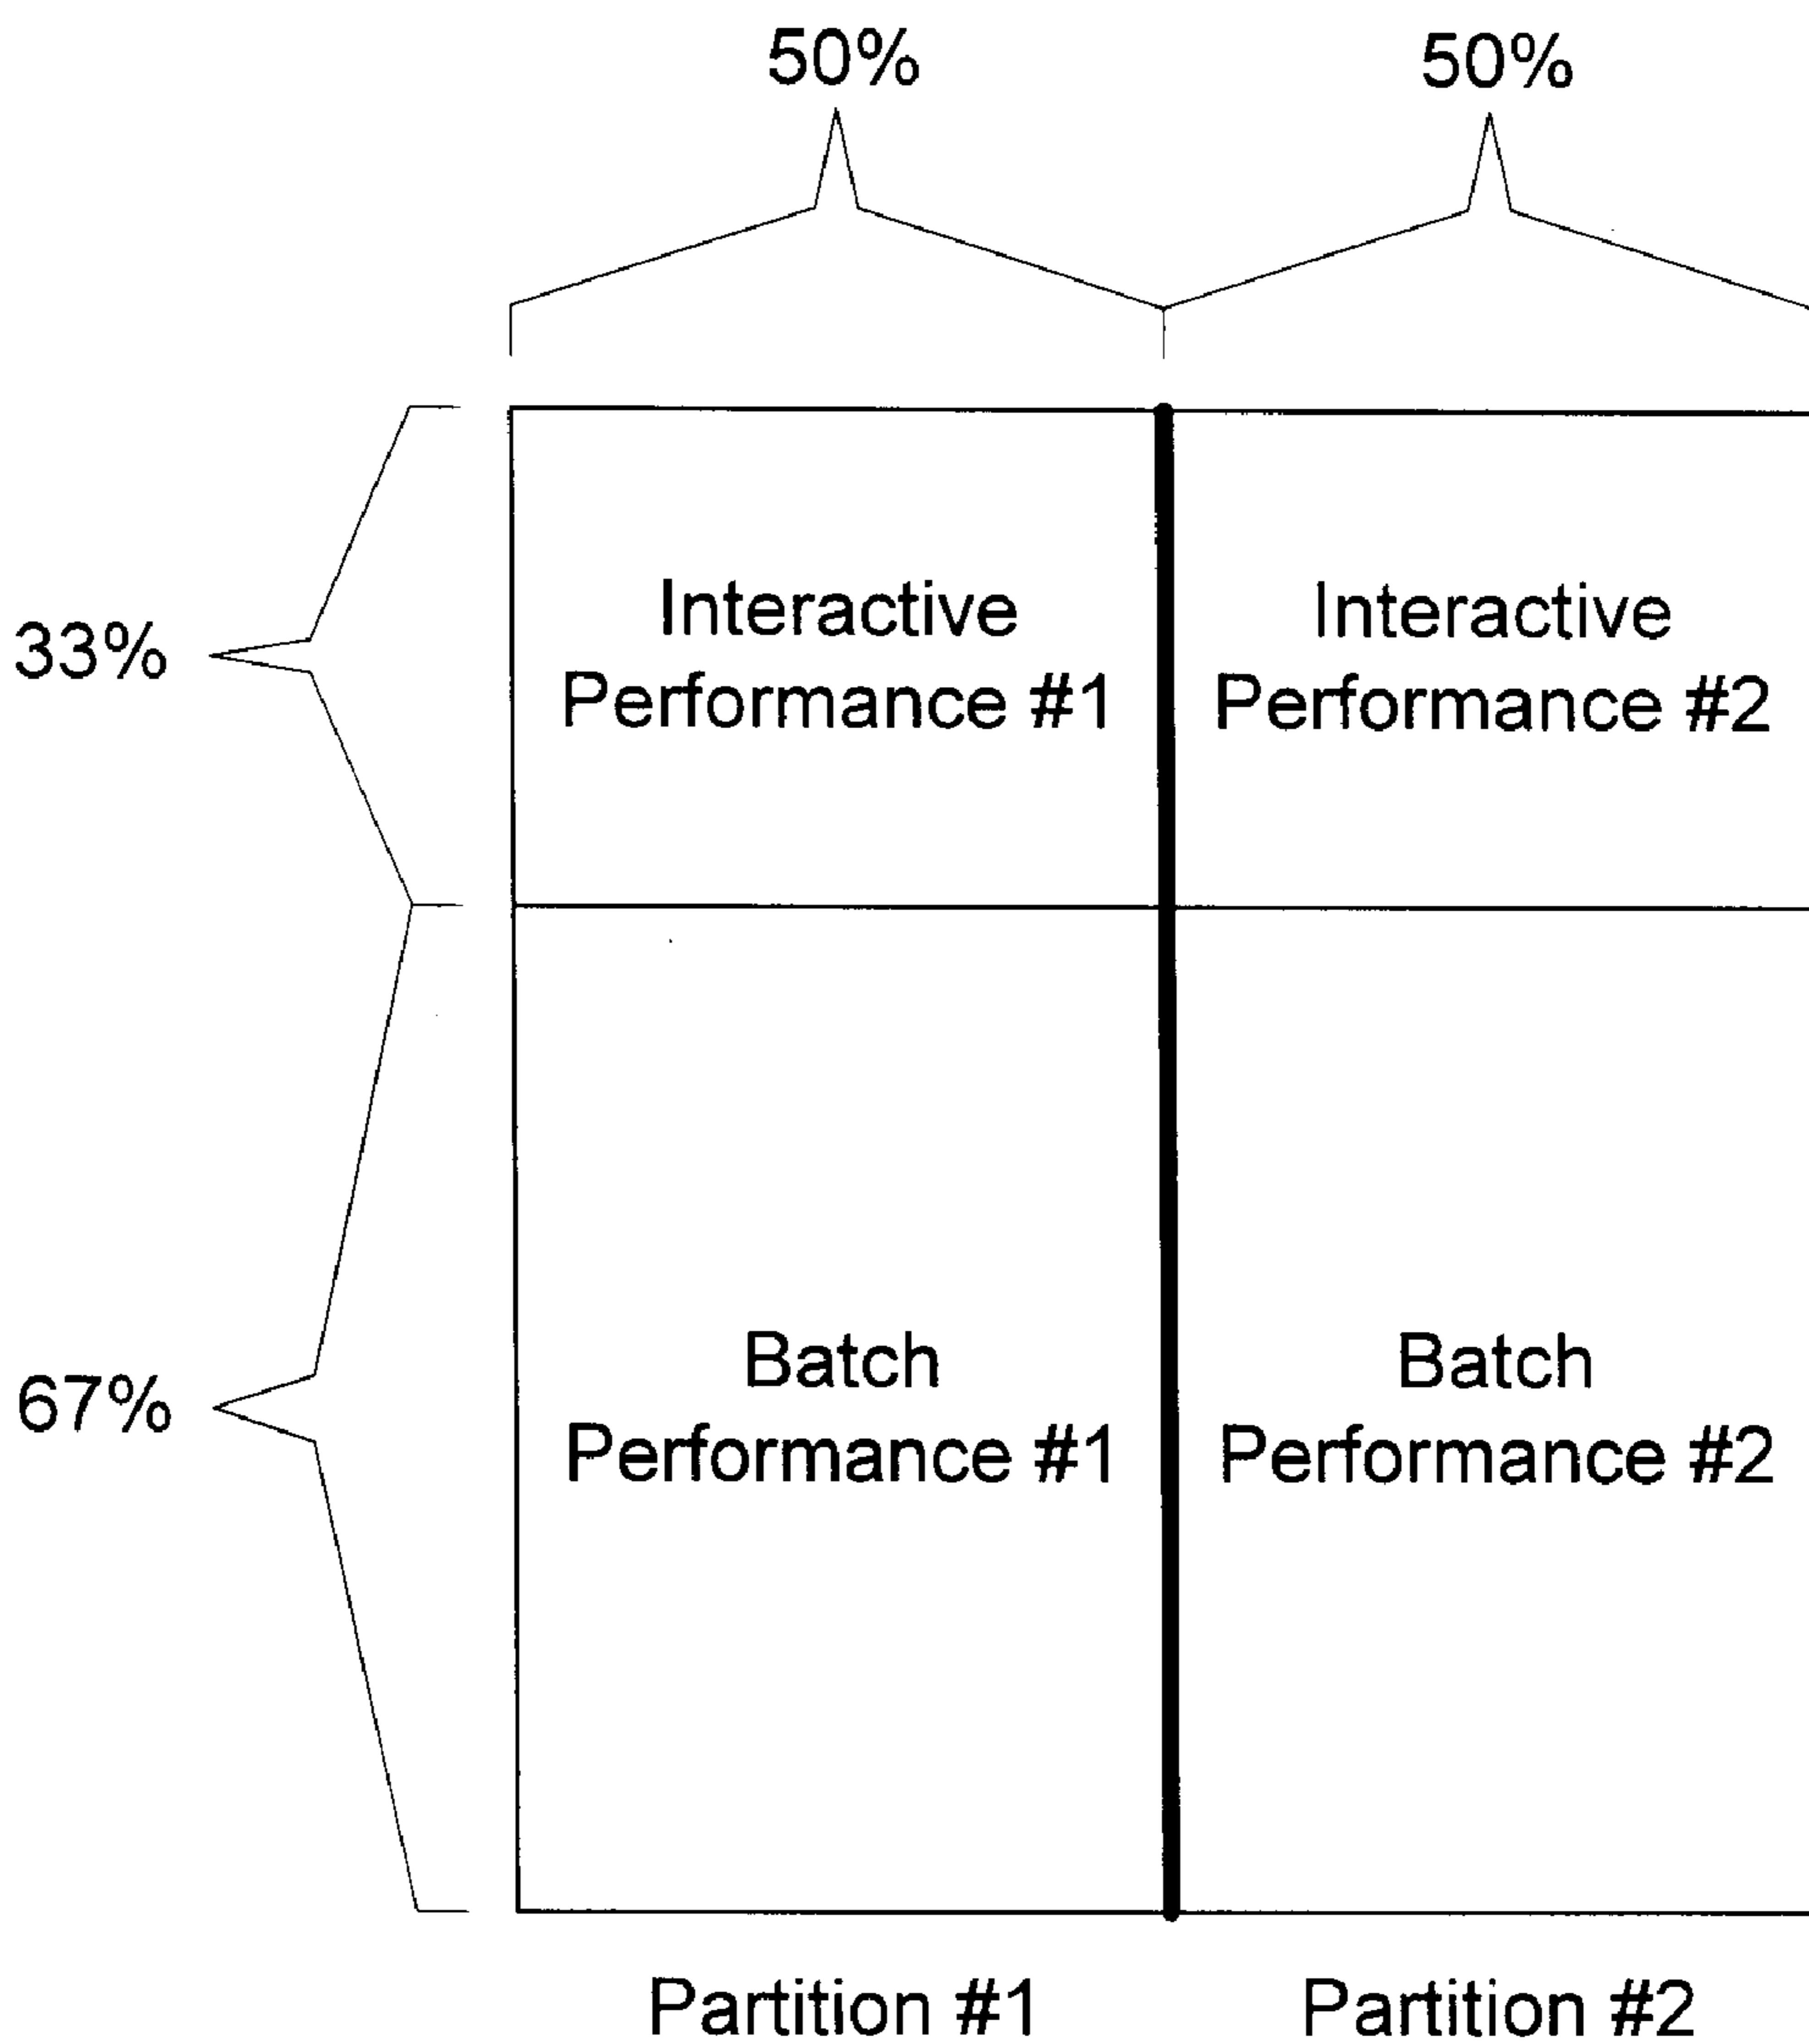 50%
50%
33%
Interactive
Performance #1
Interactive
Performance #2
67%
Batch
Performance #1
Batch
Performance #2
Partition #1
Partition #2